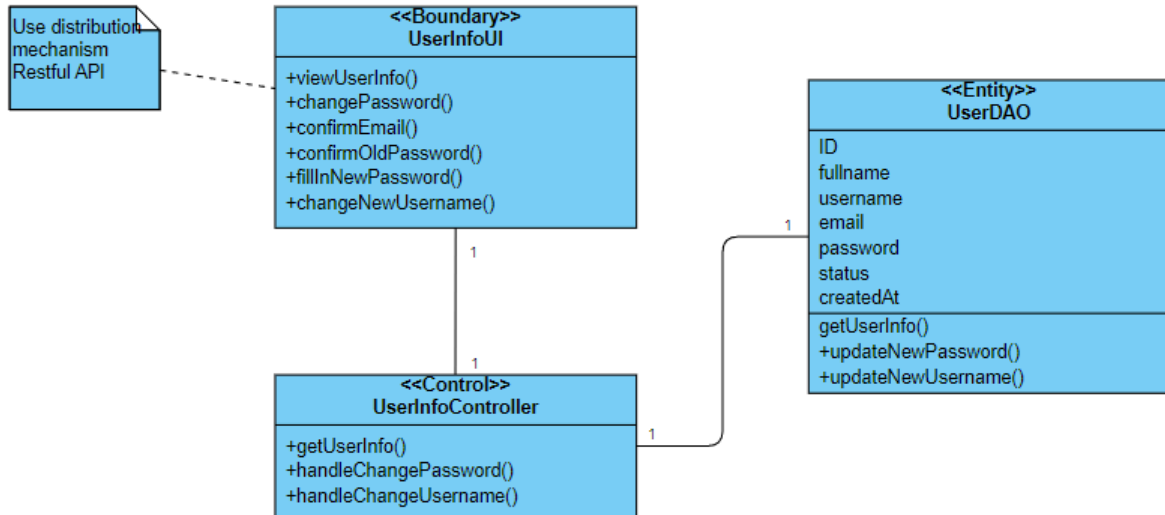 Use distribution
mechanism
Restful API
<<Boundary>>
UserInfoUI
+viewUserInfo()
+changePassword()
+confirmEmail()
+confirmOldPassword()
+fillInNewPassword()
+changeNewUsername()
1
1
<<Control>>
UserInfoController
+getUserInfo()
+handleChangePassword()
+handleChangeUsername()
1
1
<<Entity>>
UserDAO
ID
fullname
username
email
password
status
createdAt
getUserInfo()
+updateNewPassword()
+updateNewUsername()